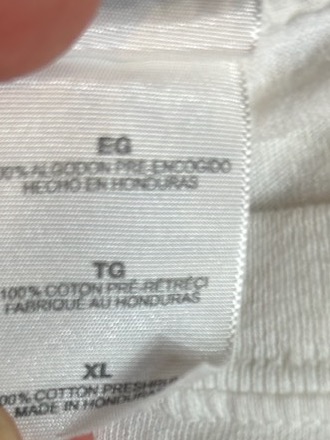 EG
00% ALGODON PRE-ENCOGIDO
HECHO EN HONDURAS
TG
100% COTON PRÉ-RÉTRÉCI
FABRIQUÉ AU HONDURAS
XL
00% COTTON
MADE IN HONDURAS